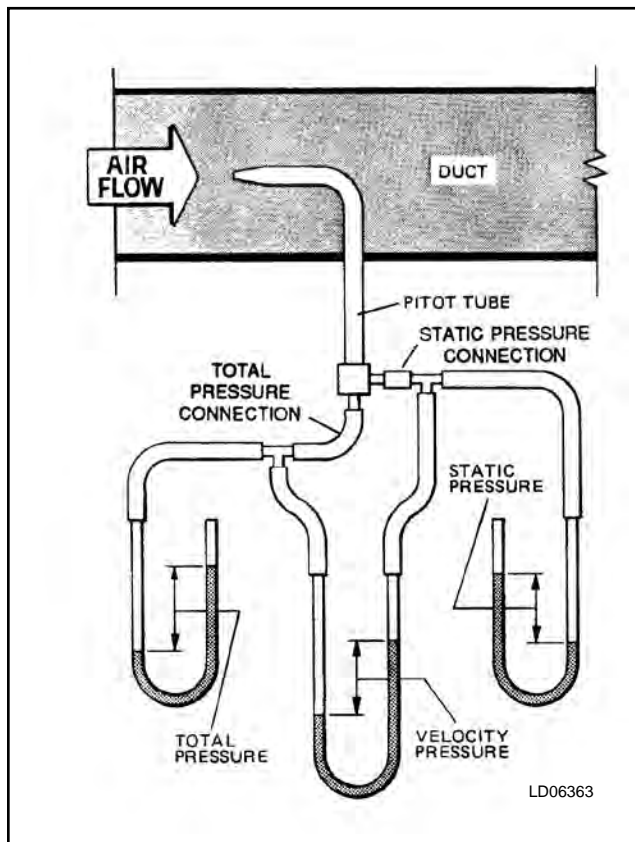 AIR
FLOW
DUCT
PITOT TUBE
STATIC PRESSURE
CONNECTION
TOTAL
PRESSURE
CONNECTION
STATIC
PRESSURE
TOTAL
PRESSURE
VELOCITY
PRESSURE
LD06363